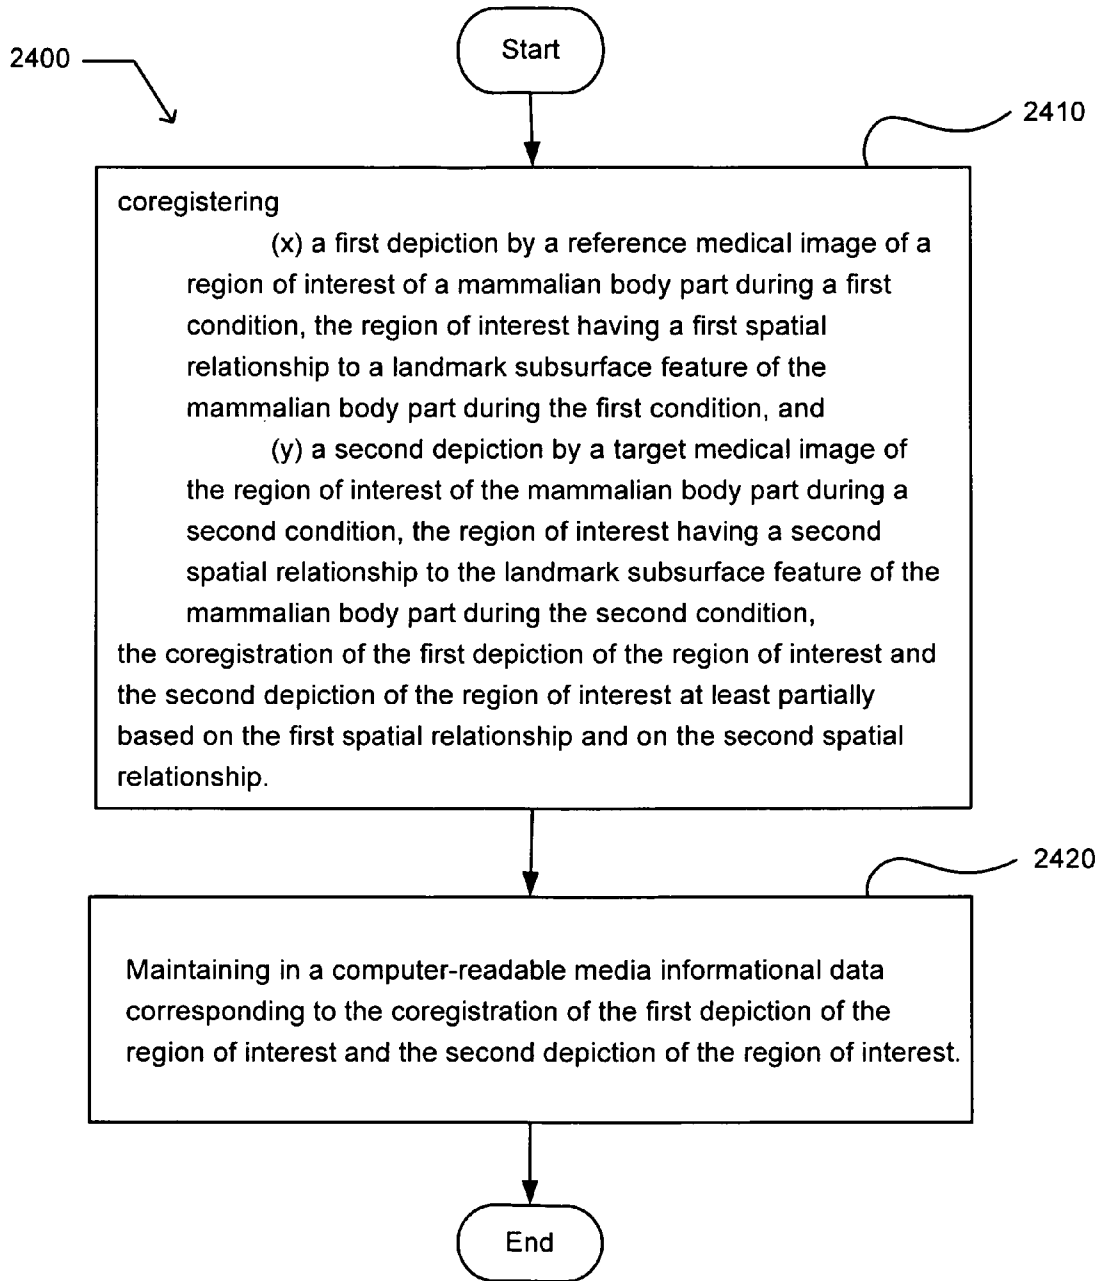 Start
2400
2410
coregistering
(x) a first depiction by a reference medical image of a
region of interest of a mammalian body part during a first
condition, the region of interest having a first spatial
relationship to a landmark subsurface feature of the
mammalian body part during the first condition, and
(y) a second depiction by a target medical image of
the region of interest of the mammalian body part during a
second condition, the region of interest having a second
spatial relationship to the landmark subsurface feature of the
mammalian body part during the second condition,
the coregistration of the first depiction of the region of interest and
the second depiction of the region of interest at least partially
based on the first spatial relationship and on the second spatial
relationship.
2420
Maintaining in a computer-readable media informational data
corresponding to the coregistration of the first depiction of the
region of interest and the second depiction of the region of interest.
End